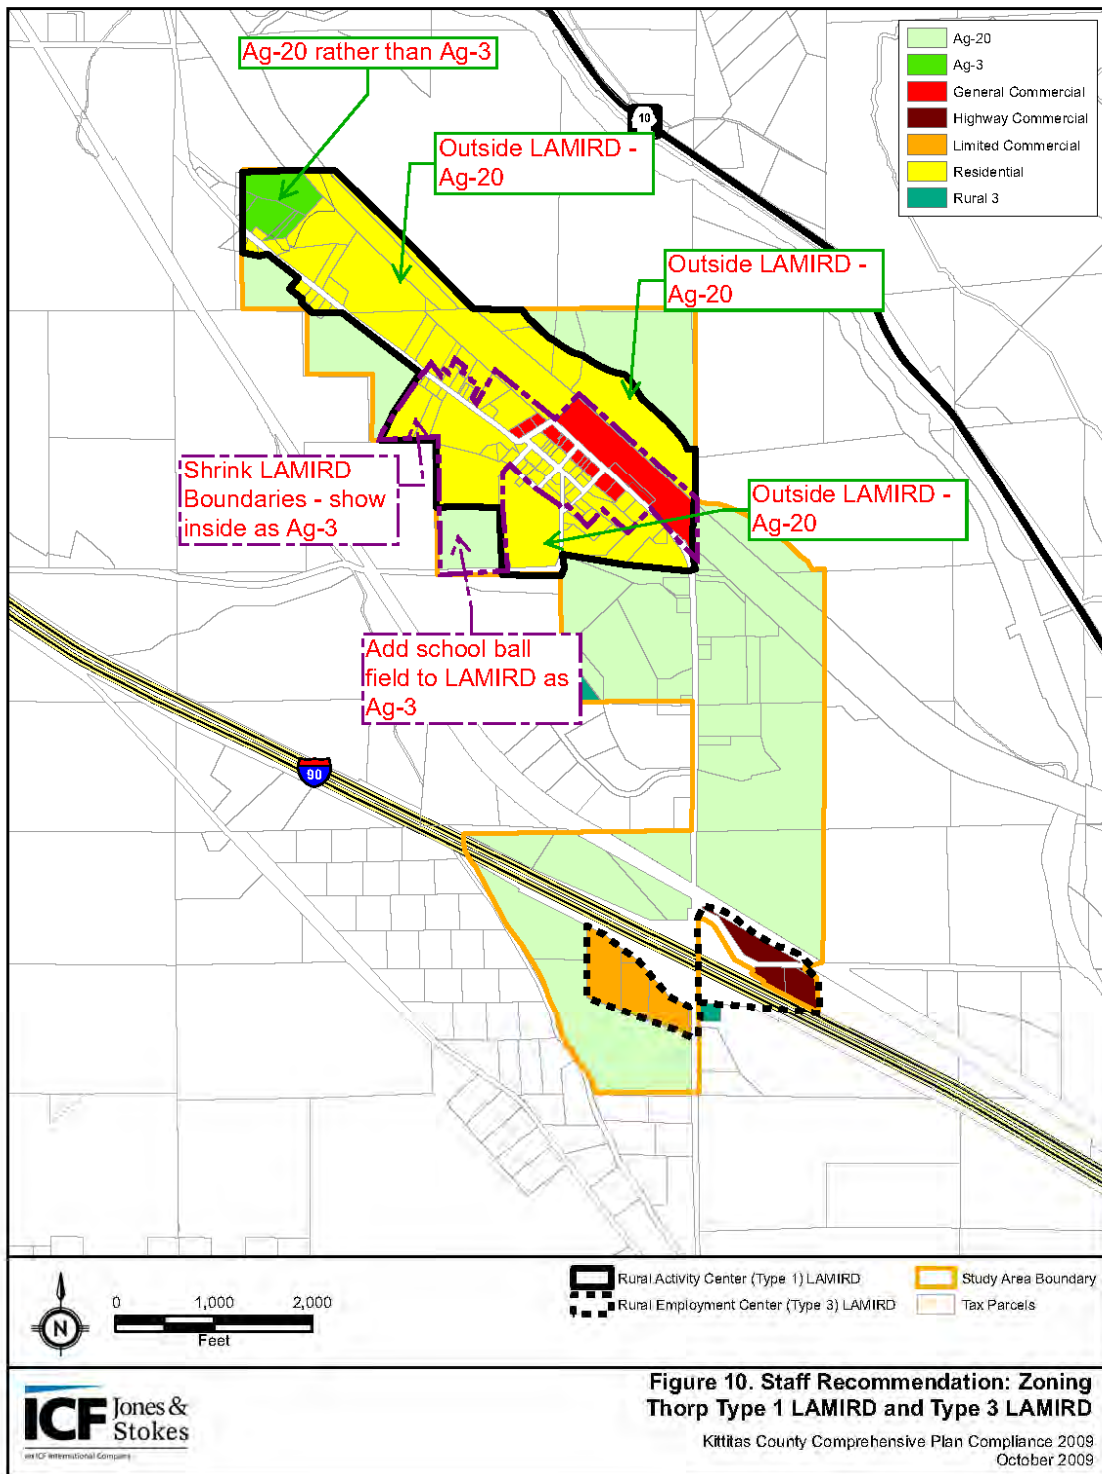 Ag-20 rather than Ag-3
10
Ag-20
Ag-3
General Commercial
Highway Commercial
Limited Commercial
Residential
Rural 3
Outside LAMIRD -
Ag-20
Outside LAMIRD -
Ag-20
Shrink LAMIRD
Boundaries - show
inside as Ag-3
Outside LAMIRD -
Ag-20
Add school ball
field to LAMIRD as
Ag-3
90
N
0 1,000 2,000
Feet
Rural Activity Center (Type 1) LAMIRD
Rural Employment Center (Type 3) LAMIRD
Study Area Boundary
Tax Parcels
ICF Jones &
Stokes
an ICF International Company
Figure 10. Staff Recommendation: Zoning
Thorp Type 1 LAMIRD and Type 3 LAMIRD
Kittitas County Comprehensive Plan Compliance 2009
October 2009